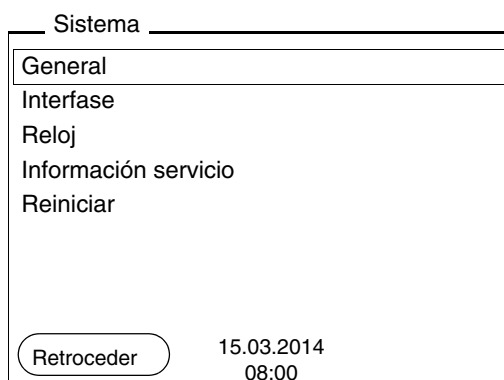 Sistema
General
Interfase
Reloj
Información servicio
Reiniciar
Retroceder
15.03.2014
08:00